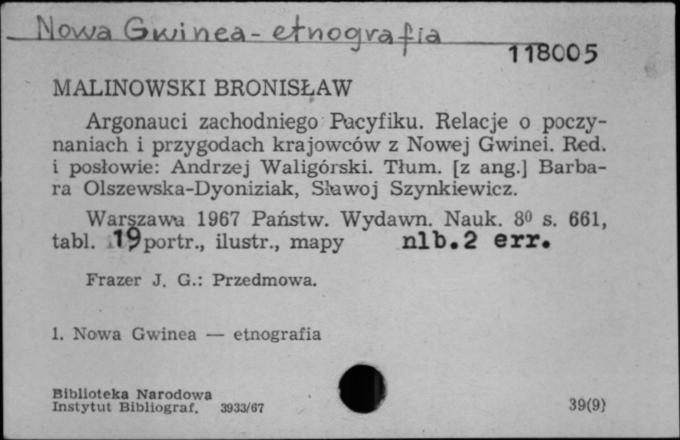 Nowa Gwinea - etnografia
118005
MALINOWSKI BRONISŁAW
Argonauci zachodniego Pacyfiku. Relacje o poczy-
naniach i przygodach krajowców z Nowej Gwinei. Red.
i posłowie: Andrzej Waligórski. Tłum. [z ang.] Barba-
ra Olszewska-Dyoniziak, Sławoj Szynkiewicz.
Warszawa 1967 Państw. Wydawn. Nauk. 8⁰ s. 661,
tabl. 19 portr., ilustr., mapy nlb.2 err.
Frazer J. G.: Przedmowa.
1. Nowa Gwinea — etnografia
Biblioteka Narodowa
Instytut Bibliograf. 3933/67
39(9)